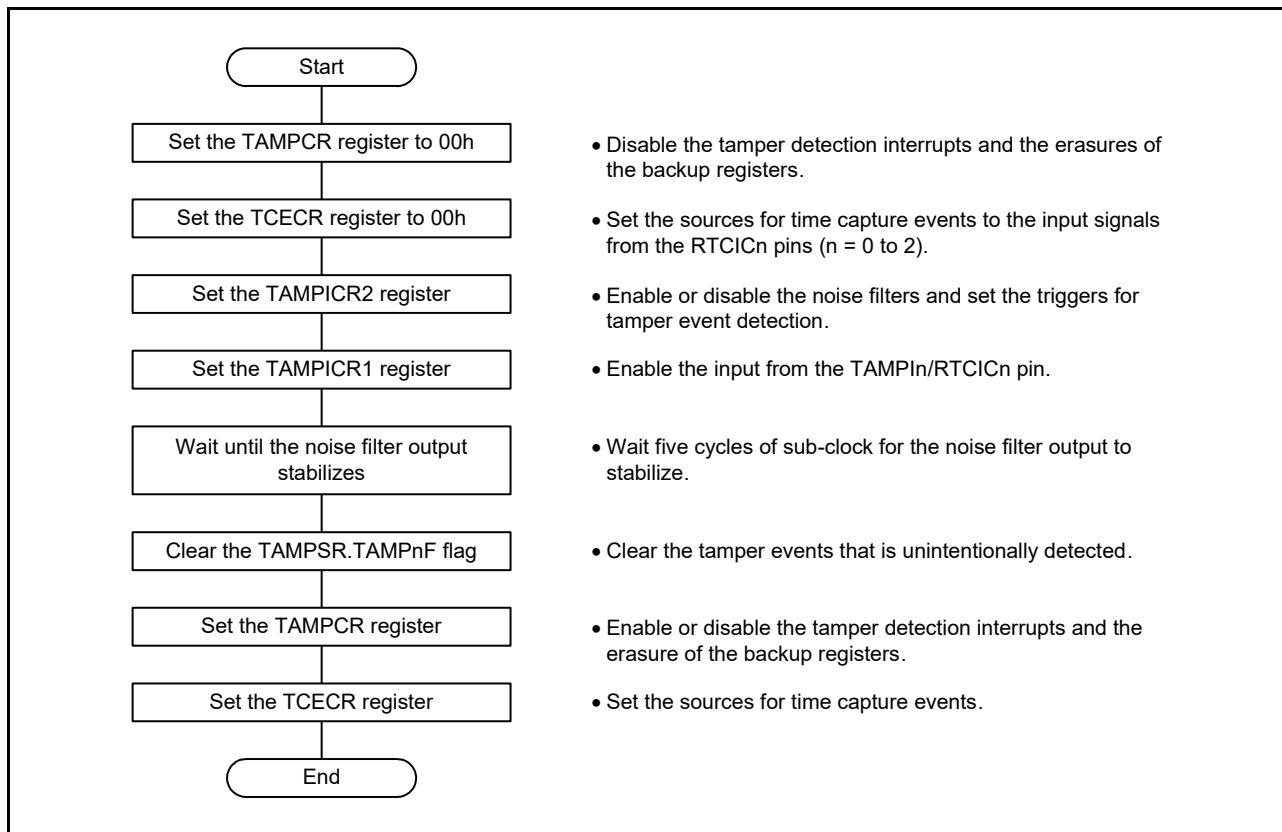 Start
Set the TAMPCR register to 00h
• Disable the tamper detection interrupts and the erasures of
the backup registers.
Set the TCECR register to 00h
• Set the sources for time capture events to the input signals
from the RTCICn pins (n = 0 to 2).
Set the TAMPICR2 register
• Enable or disable the noise filters and set the triggers for
tamper event detection.
Set the TAMPICR1 register
• Enable the input from the TAMPIn/RTCICn pin.
Wait until the noise filter output
stabilizes
• Wait five cycles of sub-clock for the noise filter output to
stabilize.
Clear the TAMPSR.TAMPnF flag
• Clear the tamper events that is unintentionally detected.
Set the TAMPCR register
• Enable or disable the tamper detection interrupts and the
erasure of the backup registers.
Set the TCECR register
• Set the sources for time capture events.
End